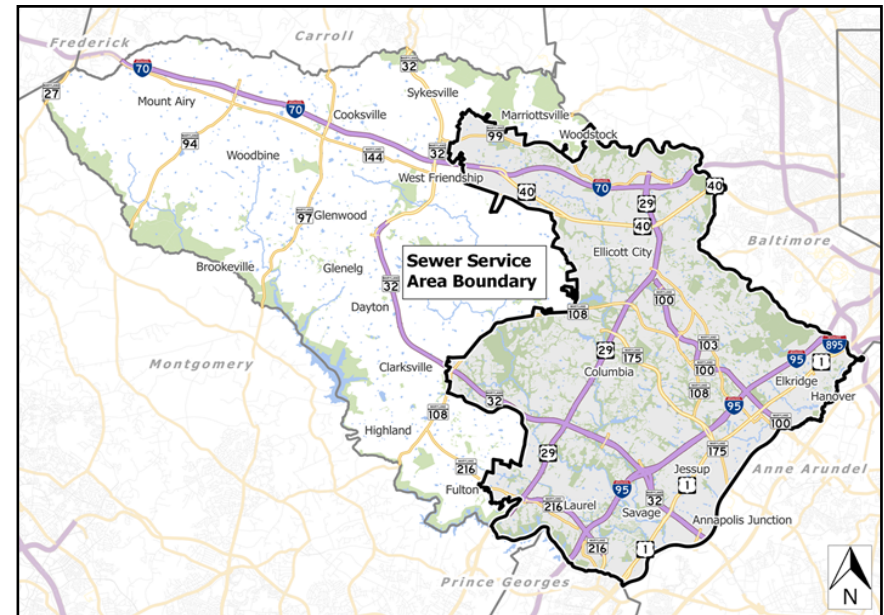 Frederick
Carroll
70
27
Mount Airy
32
Sykesville
Cooksville
70
Marriottsville
99
Woodstock
94
Woodbine
144
32
West Friendship
40
70
40
29
97
Glenwood
40
Ellicott City
Baltimore
Brookeville
Glenelg
Sewer Service
Area Boundary
32
Dayton
100
108
103
895
Montgomery
29
175
95
1
Clarksville
Columbia
100
Elkridge
32
108
Hanover
108
95
100
Highland
29
175
216
Jessup
Anne Arundel
Fulton
95
1
Laurel
32
216
Savage
Annapolis Junction
216
1
Prince Georges
N